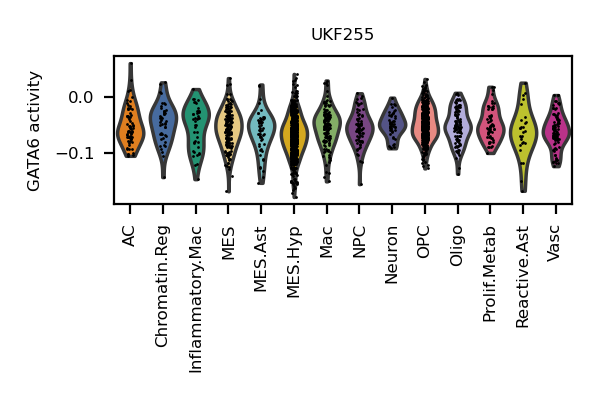 UKF255
GATA6 activity
0.0
−0.1
AC
Chromatin.Reg
Inflammatory.Mac
MES
MES.Ast
MES.Hyp
Mac
NPC
Neuron
OPC
Oligo
Prolif.Metab
Reactive.Ast
Vasc